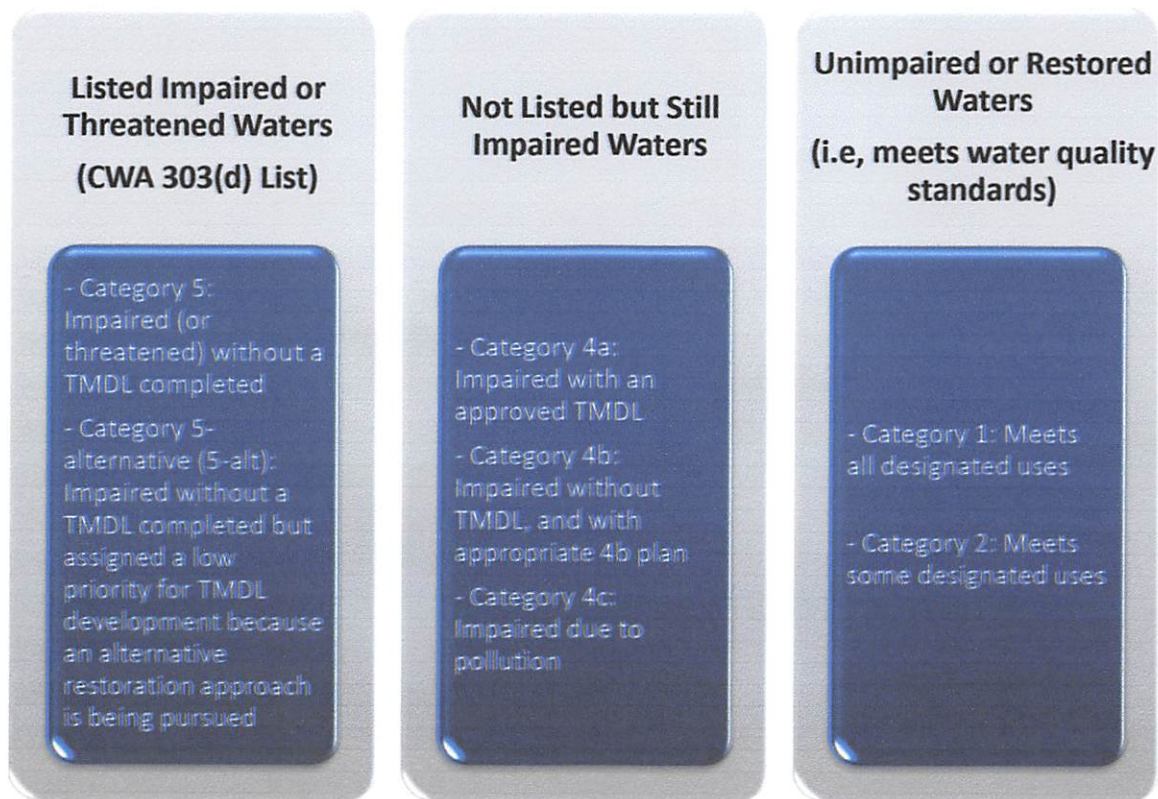 Listed Impaired or
Threatened Waters
(CWA 303(d) List)
- Category 5:
Impaired (or
threatened) without a
TMDL completed
- Category 5-
alternative (5-alt):
Impaired without a
TMDL completed but
assigned a low
priority for TMDL
development because
an alternative
restoration approach
is being pursued
Not Listed but Still
Impaired Waters
- Category 4a:
Impaired with an
approved TMDL
- Category 4b:
Impaired without
TMDL, and with
appropriate 4b plan
- Category 4c:
Impaired due to
pollution
Unimpaired or Restored
Waters
(i.e, meets water quality
standards)
- Category 1: Meets
all designated uses
- Category 2: Meets
some designated uses